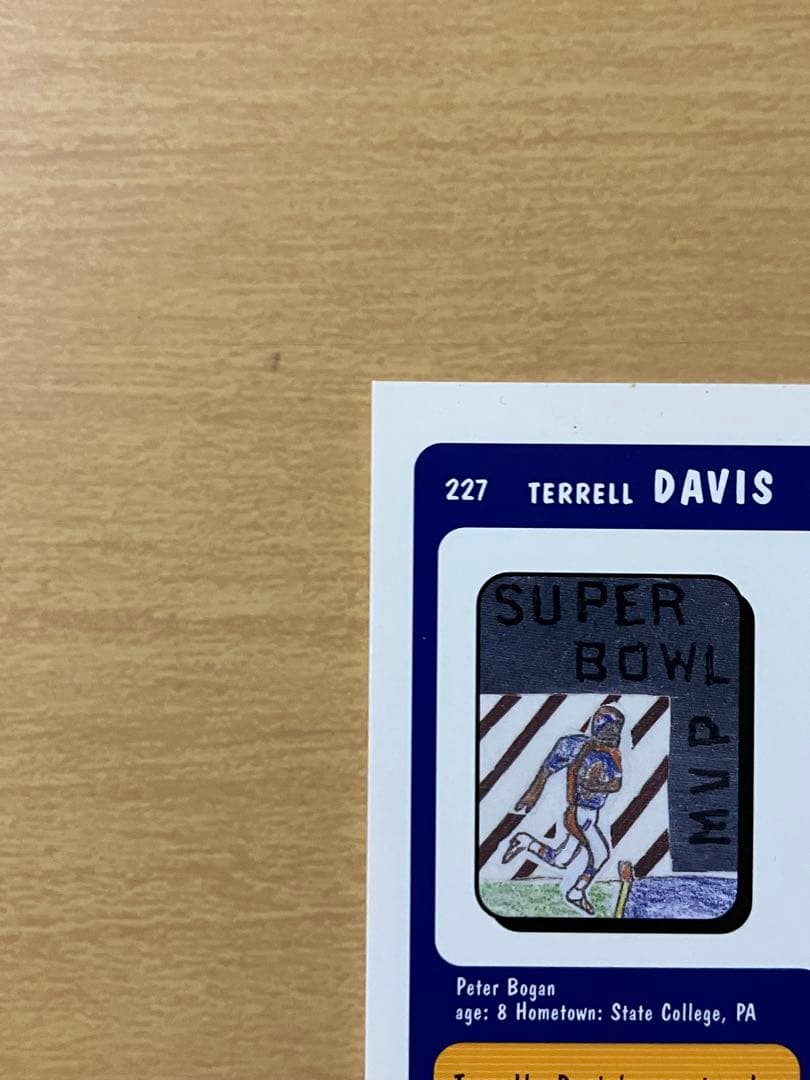 227 TERRELL DAVIS
SUPER
BOWL
MVP
Peter Bogan
age: 8 Hometown: State College, PA